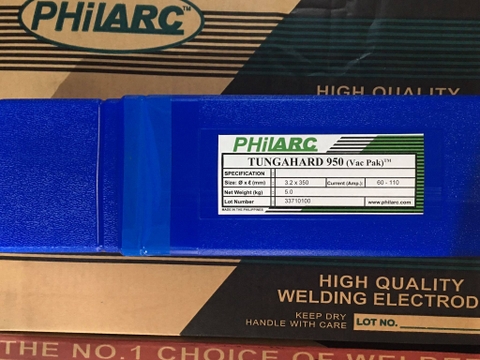 PHILARC™
HIGH QUALITY
PHILARC
TUNGAHARD 950 (Vac Pak)™
SPECIFICATION
Size: Ø x ℓ (mm) 3.2 x 350 Current (Amp.) 60 - 110
Net Weight (kg) 5.0
Lot Number 33710100 www.philarc.com
MADE IN THE PHILIPPINES
HIGH QUALITY
WELDING ELECTROD
KEEP DRY
HANDLE WITH CARE LOT NO.
THE NO.1 CHOICE OF WE